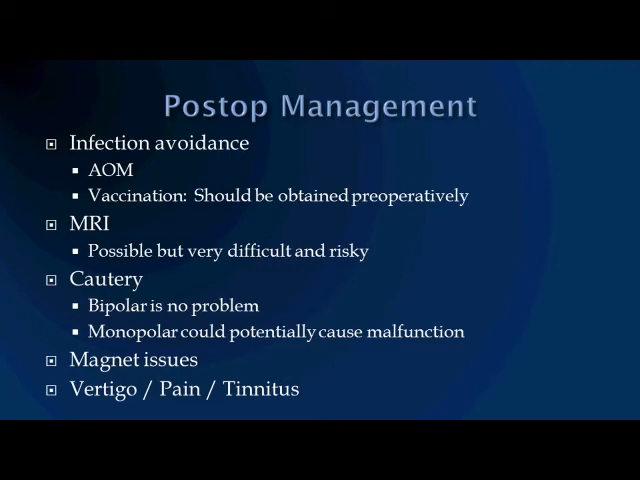 Postop Management
Infection avoidance
AOM
Vaccination: Should be obtained preoperatively
MRI
Possible but very difficult and risky
Cautery
Bipolar is no problem
Monopolar could potentially cause malfunction
Magnet issues
Vertigo / Pain / Tinnitus